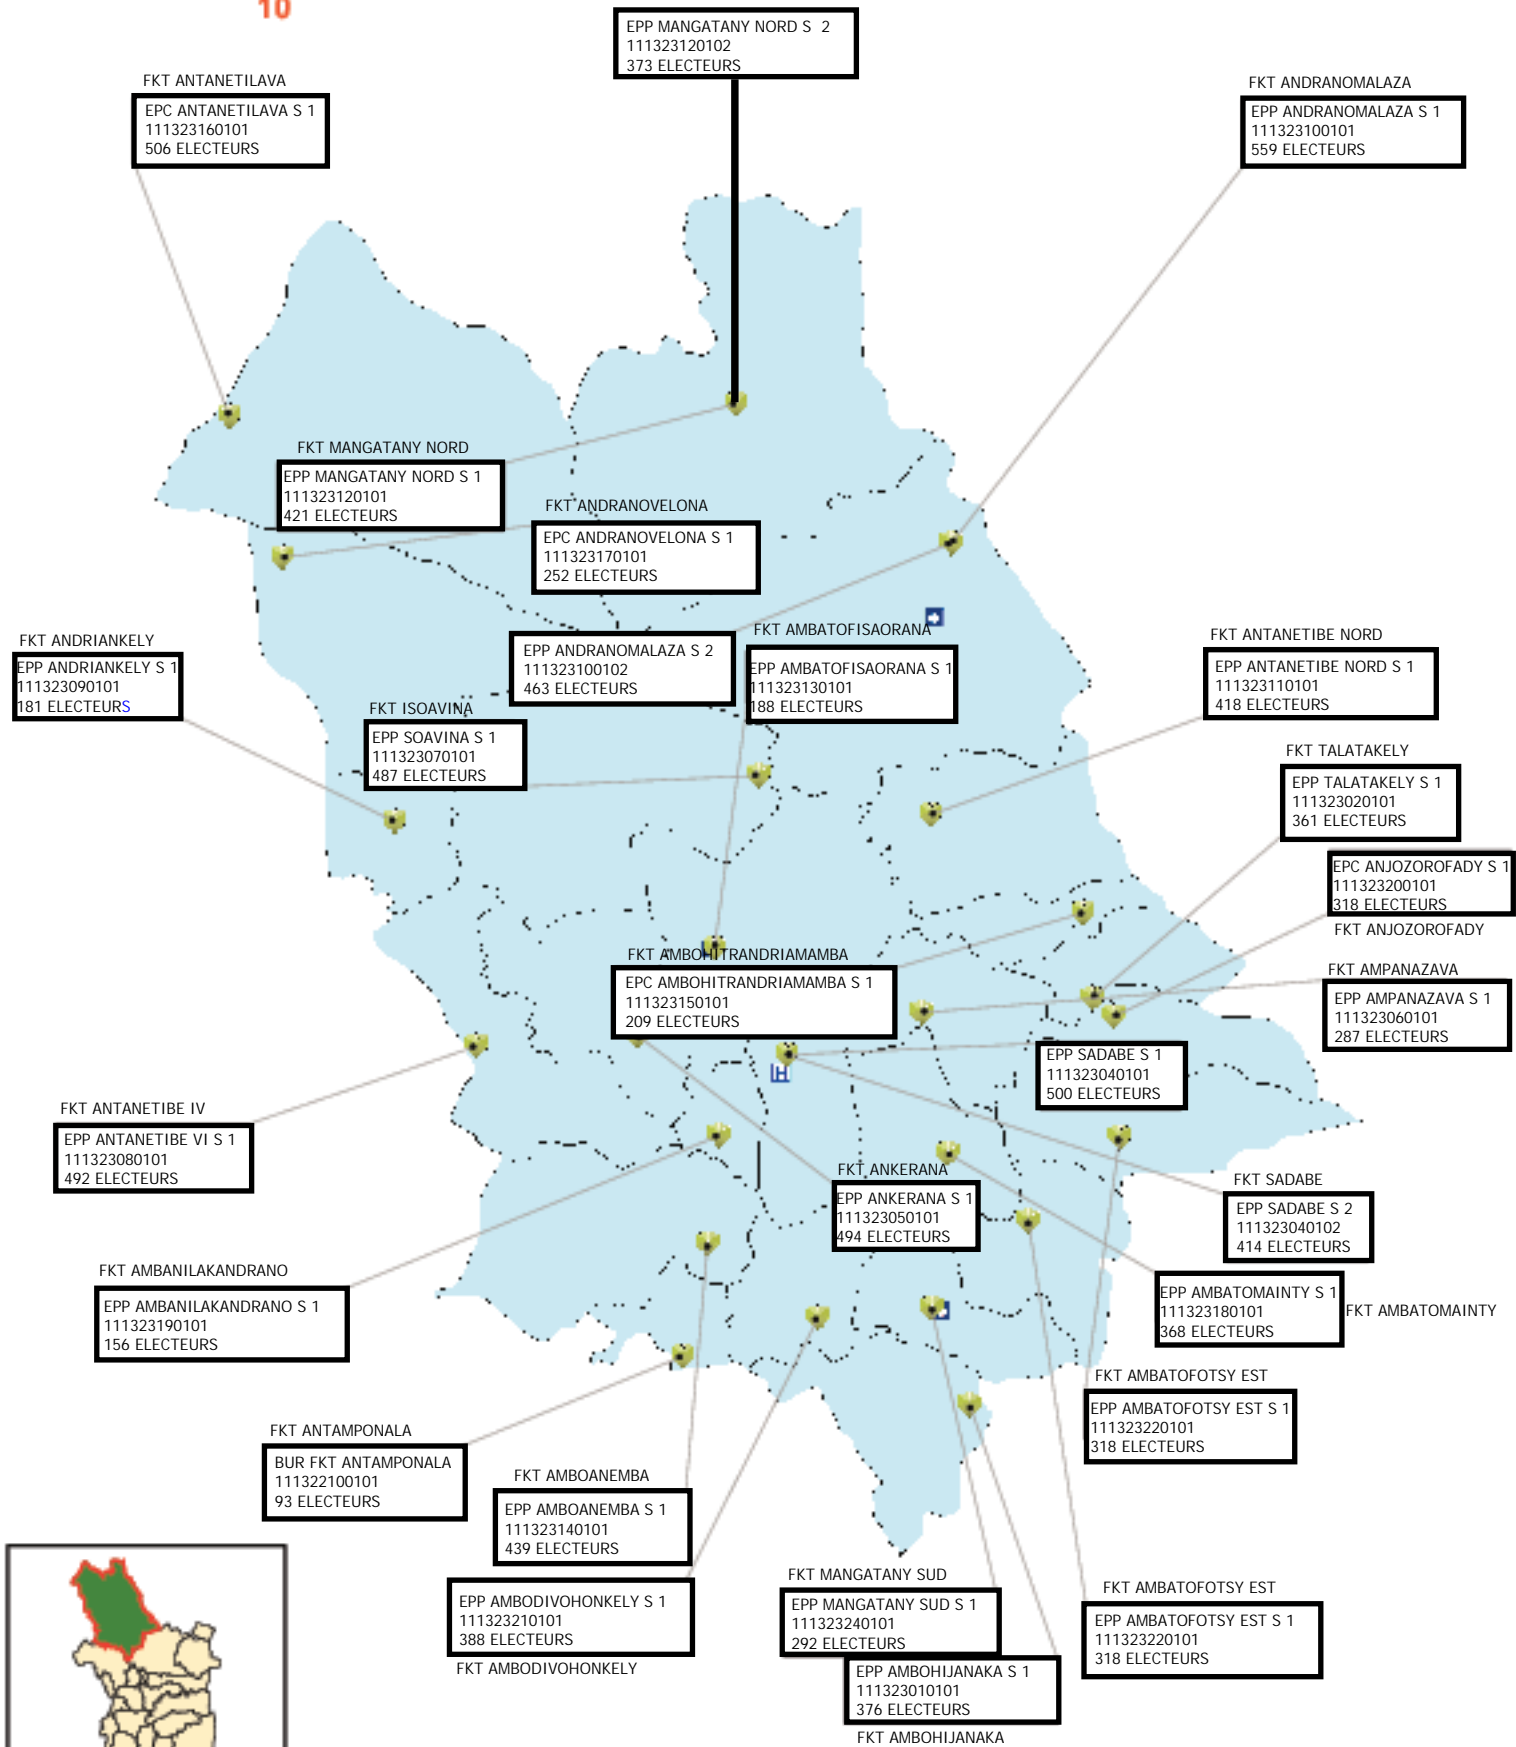 10
EPP MANGATANY NORD S  2
111323120102
373 ELECTEURS
FKT ANTANETILAVA
EPC ANTANETILAVA S 1
111323160101
506 ELECTEURS
FKT ANDRANOMALAZA
EPP ANDRANOMALAZA S 1
111323100101
559 ELECTEURS
FKT MANGATANY NORD
EPP MANGATANY NORD S 1
111323120101
421 ELECTEURS
FKT ANDRANOVELONA
EPC ANDRANOVELONA S 1
111323170101
252 ELECTEURS
EPP ANDRANOMALAZA S 2
111323100102
463 ELECTEURS
FKT AMBATOFISAORANA
EPP AMBATOFISAORANA S 1
111323130101
188 ELECTEURS
FKT ANDRIANKELY
EPP ANDRIANKELY S 1
111323090101
181 ELECTEURS
FKT ANTANETIBE NORD
EPP ANTANETIBE NORD S 1
111323110101
418 ELECTEURS
FKT ISOAVINA
EPP SOAVINA S 1
111323070101
487 ELECTEURS
FKT TALATAKELY
EPP TALATAKELY S 1
111323020101
361 ELECTEURS
EPC ANJOZOROFADY S 1
111323200101
318 ELECTEURS
FKT ANJOZOROFADY
FKT AMBOHITRANDRIAMAMBA
EPC AMBOHITRANDRIAMAMBA S 1
111323150101
209 ELECTEURS
FKT AMPANAZAVA
EPP AMPANAZAVA S 1
111323060101
287 ELECTEURS
EPP SADABE S 1
111323040101
500 ELECTEURS
H
FKT ANTANETIBE IV
EPP ANTANETIBE VI S 1
111323080101
492 ELECTEURS
FKT ANKERANA
EPP ANKERANA S 1
111323050101
494 ELECTEURS
FKT SADABE
EPP SADABE S 2
111323040102
414 ELECTEURS
FKT AMBANILAKANDRANO
EPP AMBANILAKANDRANO S 1
111323190101
156 ELECTEURS
EPP AMBATOMAINTY S 1
111323180101
368 ELECTEURS
FKT AMBATOMAINTY
FKT AMBATOFOTSY EST
EPP AMBATOFOTSY EST S 1
111323220101
318 ELECTEURS
FKT ANTAMPONALA
BUR FKT ANTAMPONALA
111322100101
93 ELECTEURS
FKT AMBOANEMBA
EPP AMBOANEMBA S 1
111323140101
439 ELECTEURS
EPP AMBODIVOHONKELY S 1
111323210101
388 ELECTEURS
FKT AMBODIVOHONKELY
FKT MANGATANY SUD
EPP MANGATANY SUD S 1
111323240101
292 ELECTEURS
FKT AMBATOFOTSY EST
EPP AMBATOFOTSY EST S 1
111323220101
318 ELECTEURS
EPP AMBOHIJANAKA S 1
111323010101
376 ELECTEURS
FKT AMBOHIJANAKA